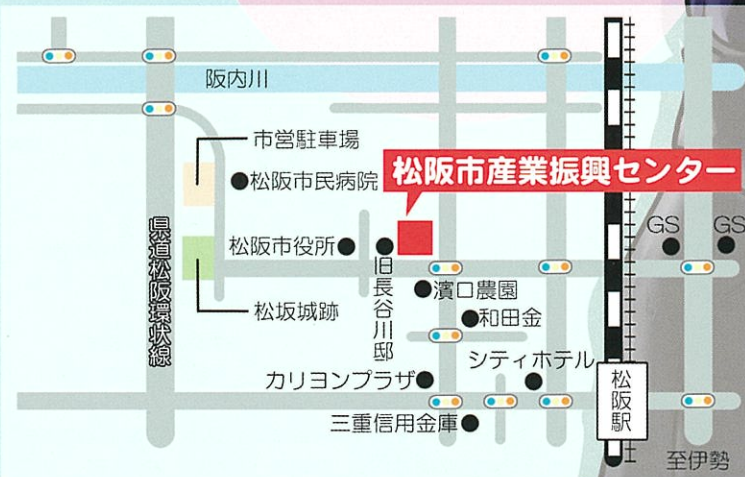 阪内川
市営駐車場
●松阪市民病院
松阪市産業振興センター
GS
GS
県道松阪環状線
松阪市役所●
旧長谷川邸
●濱口農園
松坂城跡
●和田金
シティホテル
カリヨンプラザ●
松阪駅
三重信用金庫●
至伊勢